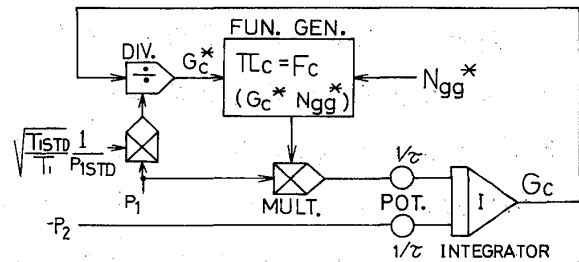 FUN. GEN.
DIV.
÷
Gc*
πc = Fc
(Gc* Ngg*)
Ngg*
√T1STD/T1 1/P1STD
P1
MULT.
1/τ
POT.
I
Gc
-P2
1/τ
INTEGRATOR